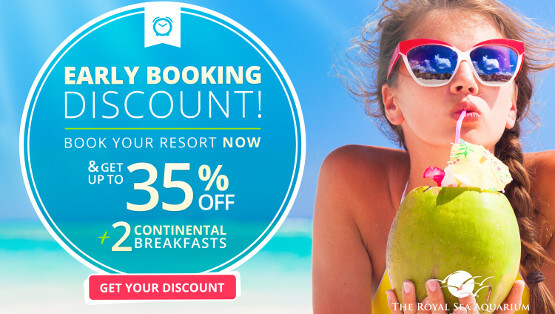 EARLY BOOKING
DISCOUNT!
BOOK YOUR RESORT NOW
& GET
UP TO
35% OFF
+2 CONTINENTAL
BREAKFASTS
GET YOUR DISCOUNT
THE ROYAL SEA AQUARIUM